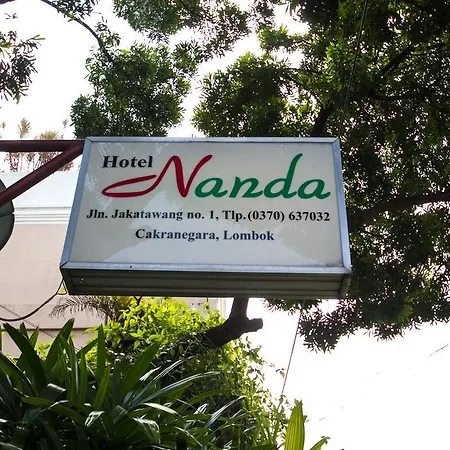 Hotel Nanda
Jln. Jakatawang no. 1, Tlp.(0370) 637032
Cakranegara, Lombok